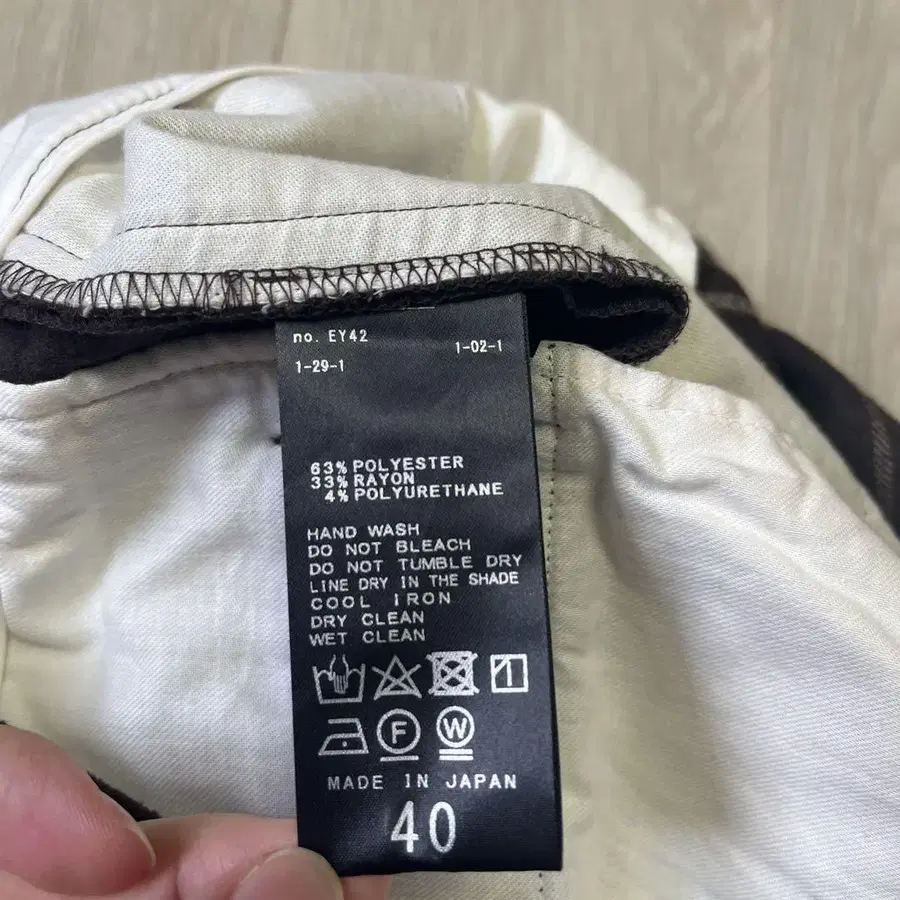 no. EY42
1-29-1 1-02-1
63% POLYESTER
33% RAYON
4% POLYURETHANE
HAND WASH
DO NOT BLEACH
DO NOT TUMBLE DRY
LINE DRY IN THE SHADE
COOL IRON
DRY CLEAN
WET CLEAN
F W
MADE IN JAPAN
40